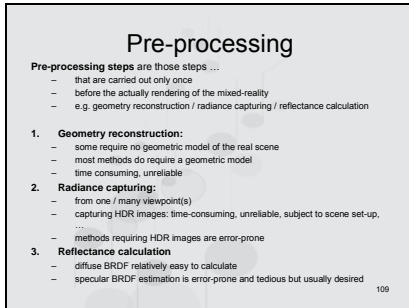 Pre-processing
Pre-processing steps are those steps …
– that are carried out only once
– before the actually rendering of the mixed-reality
– e.g. geometry reconstruction / radiance capturing / reflectance calculation
1. Geometry reconstruction:
– some require no geometric model of the real scene
– most methods do require a geometric model
– time consuming, unreliable
2. Radiance capturing:
– from one / many viewpoint(s)
– capturing HDR images: time-consuming, unreliable, subject to scene set-up,
…
– methods requiring HDR images are error-prone
3. Reflectance calculation
– diffuse BRDF relatively easy to calculate
– specular BRDF estimation is error-prone and tedious but usually desired
109